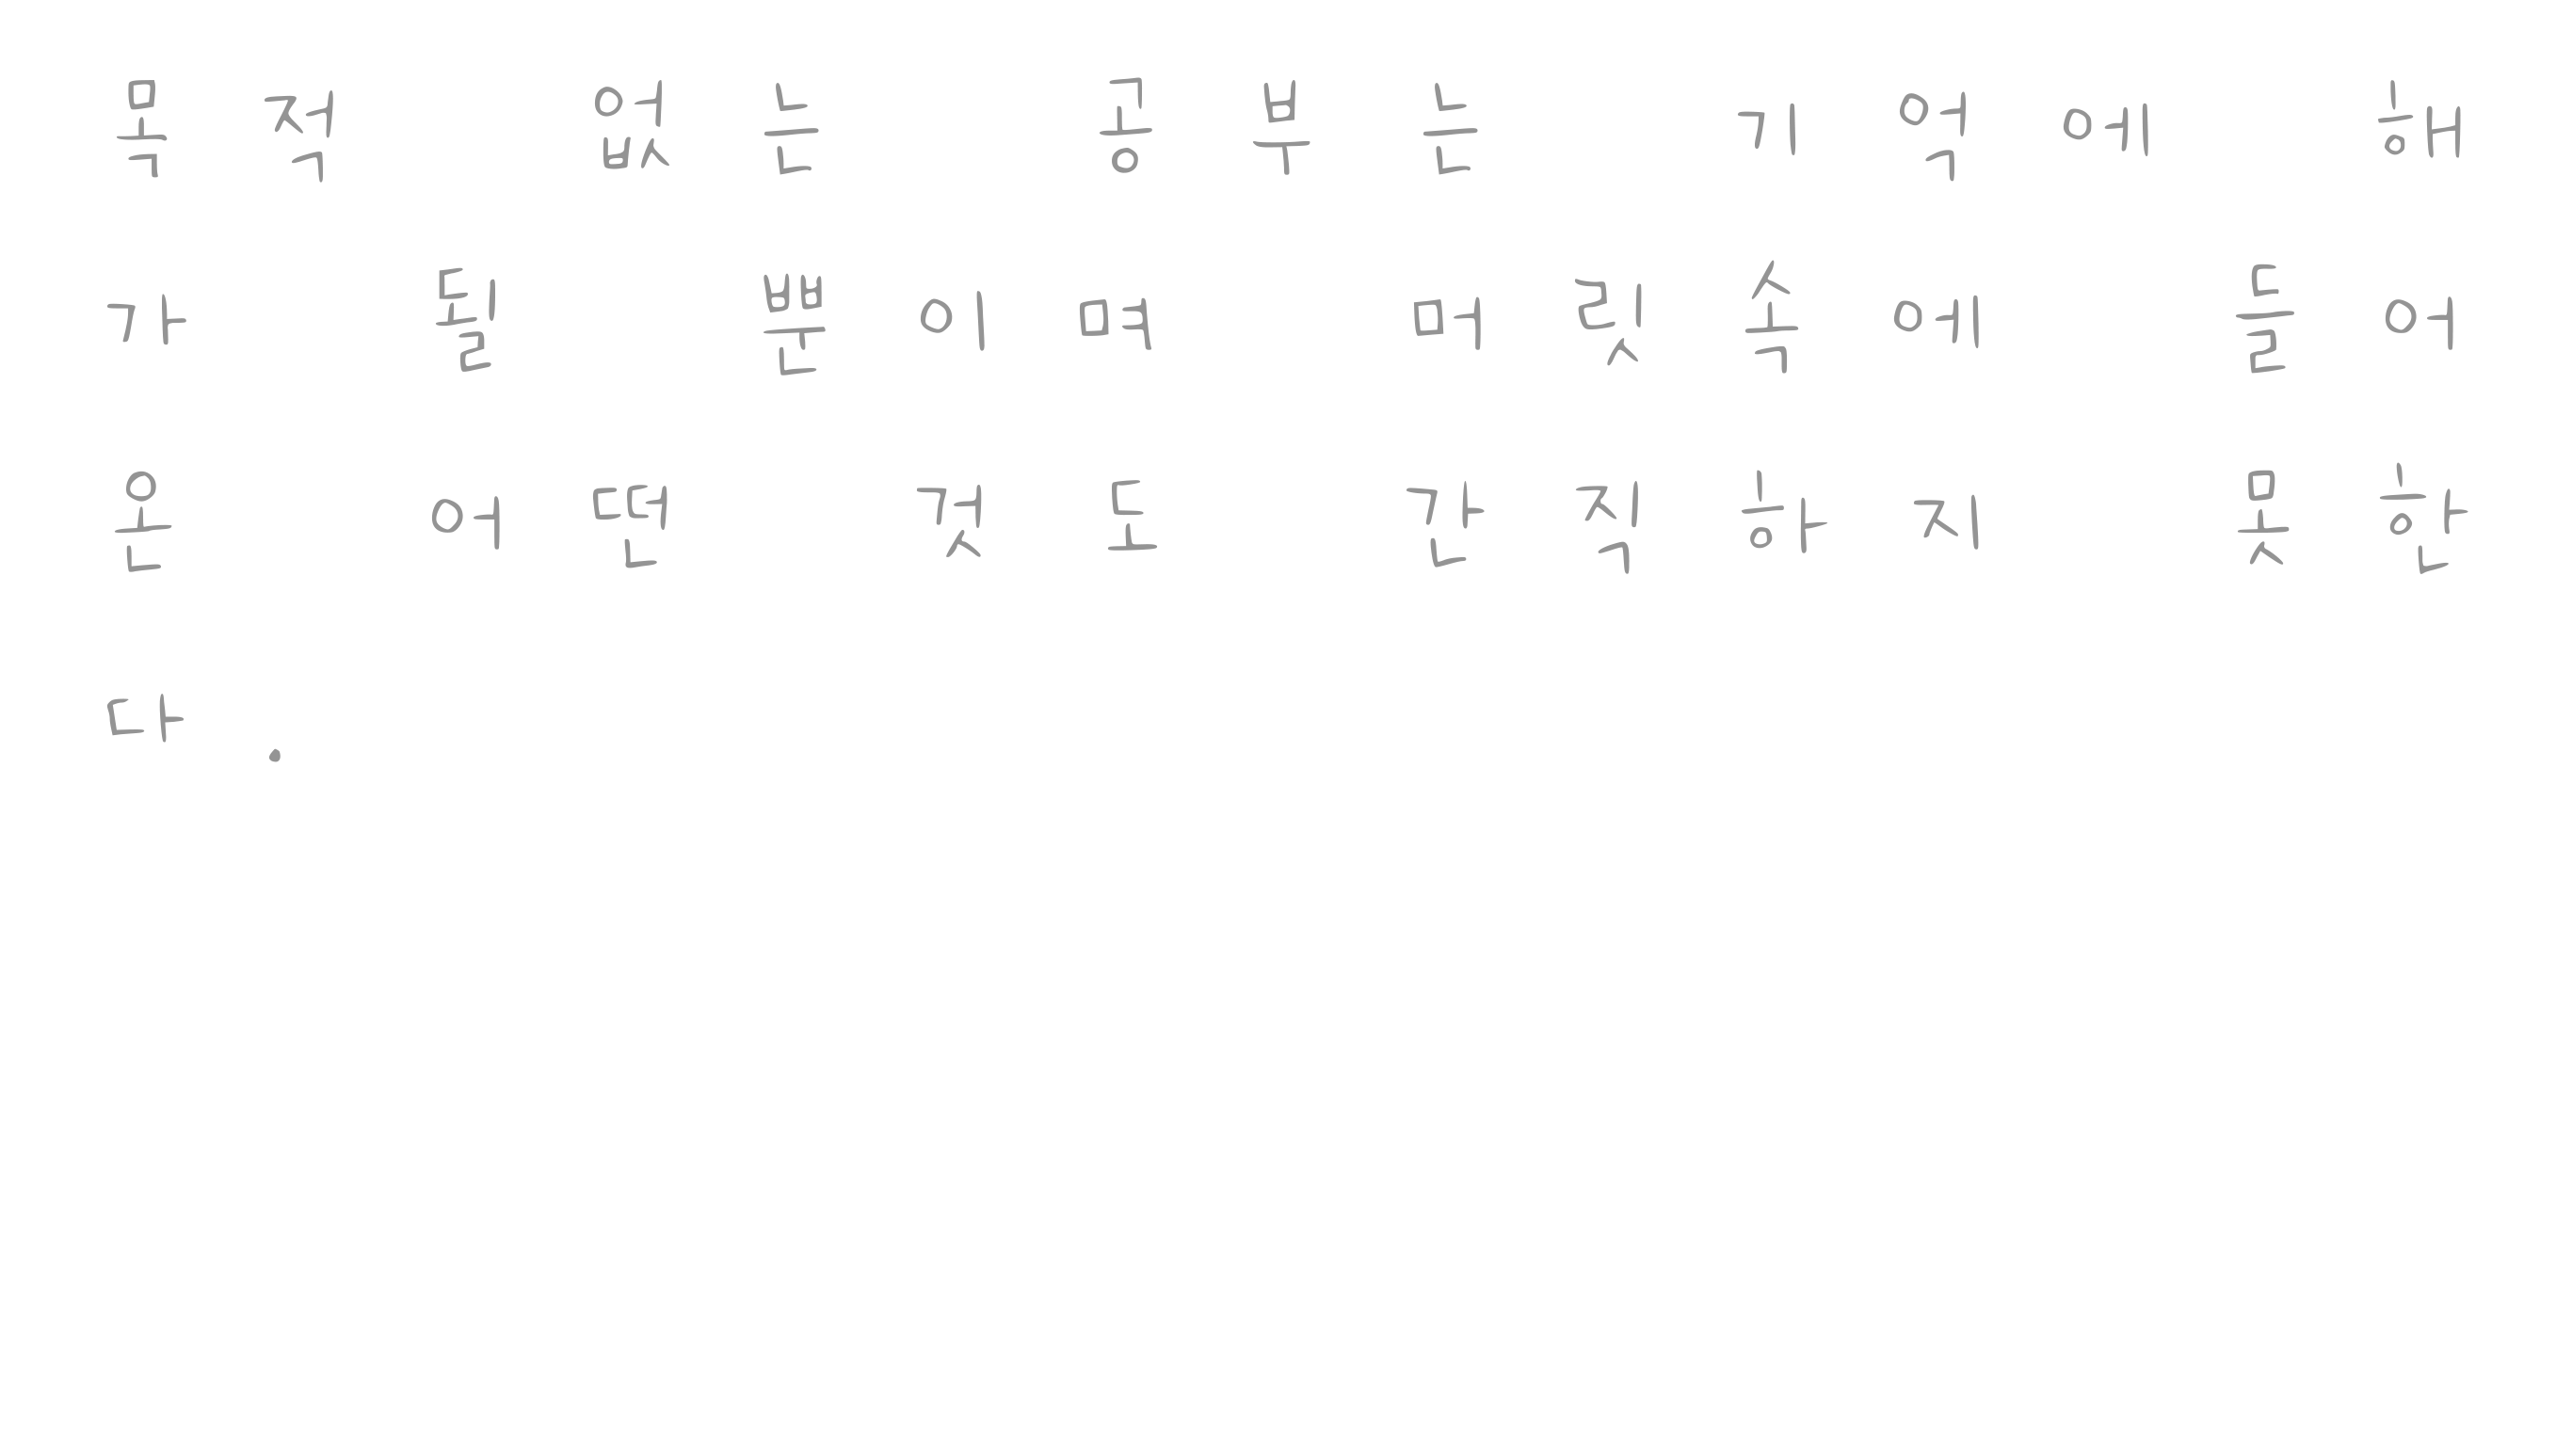 목적 없는 공부는 기억에 해
가 될 뿐이며 머릿속에 들어
온 어떤 것도 간직하지 못한
다.